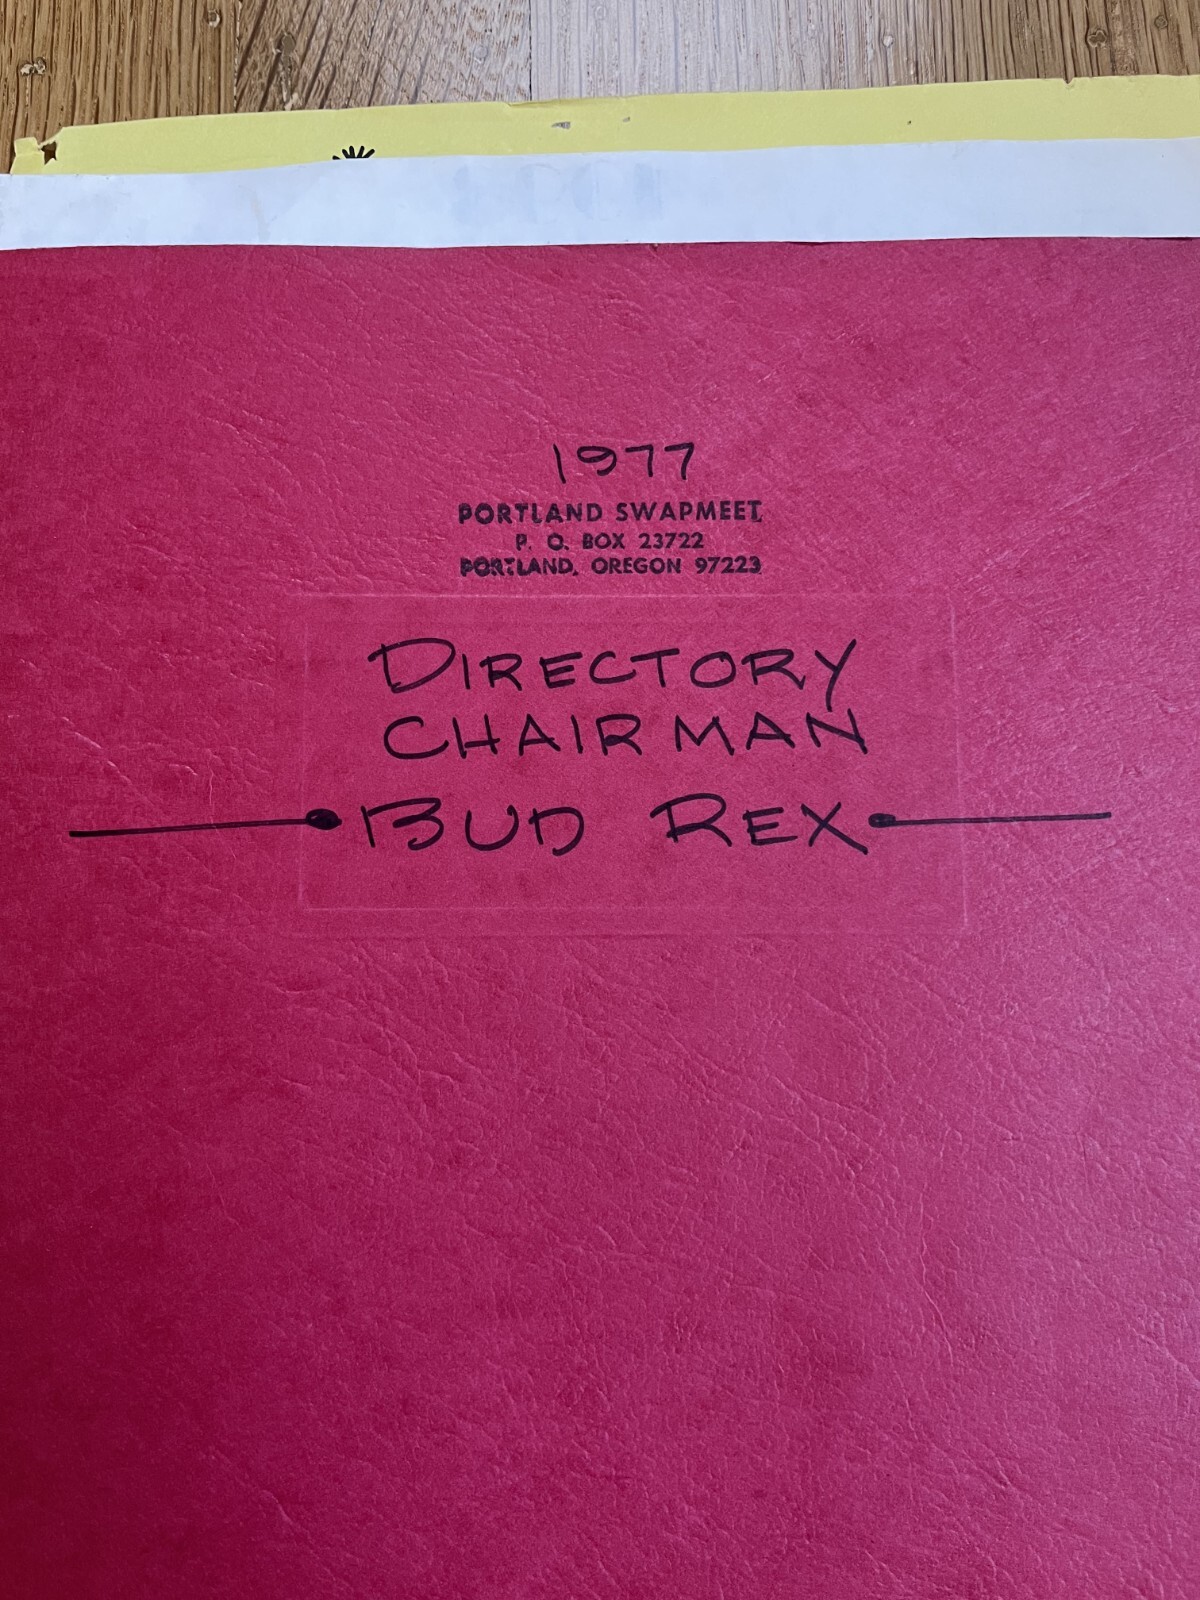 1977
PORTLAND SWAPMEET
P. O. BOX 23722
PORTLAND, OREGON 97223
DIRECTORY
CHAIRMAN
BUD REX